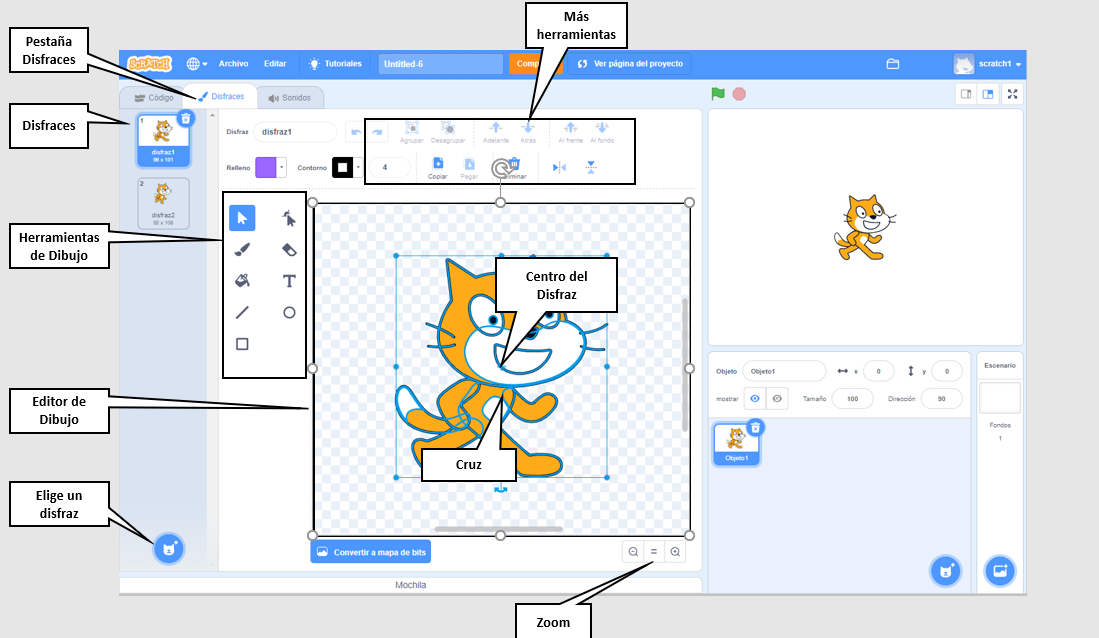 Más
herramientas
Pestaña
Disfraces
SCRATCH
Archivo
Editar
Tutoriales
Untitled-6
Comp
Ver página del proyecto
scratch1
Código
Disfraces
Sonidos
Disfraces
1
disfraz1
96 x 101
2
disfraz2
92 x 106
Disfraz
disfraz1
Agrupar
Desagrupar
Adelante
Atrás
Al frente
Al fondo
Relleno
Contorno
4
Copiar
Pegar
liminar
Herramientas
de Dibujo
T
Centro del
Disfraz
Cruz
Editor de
Dibujo
Elige un
disfraz
Convertir a mapa de bits
Mochila
Zoom
Objeto
Objeto1
x
0
y
0
mostrar
Tamaño
100
Dirección
90
Objeto1
Escenario
Fondos
1